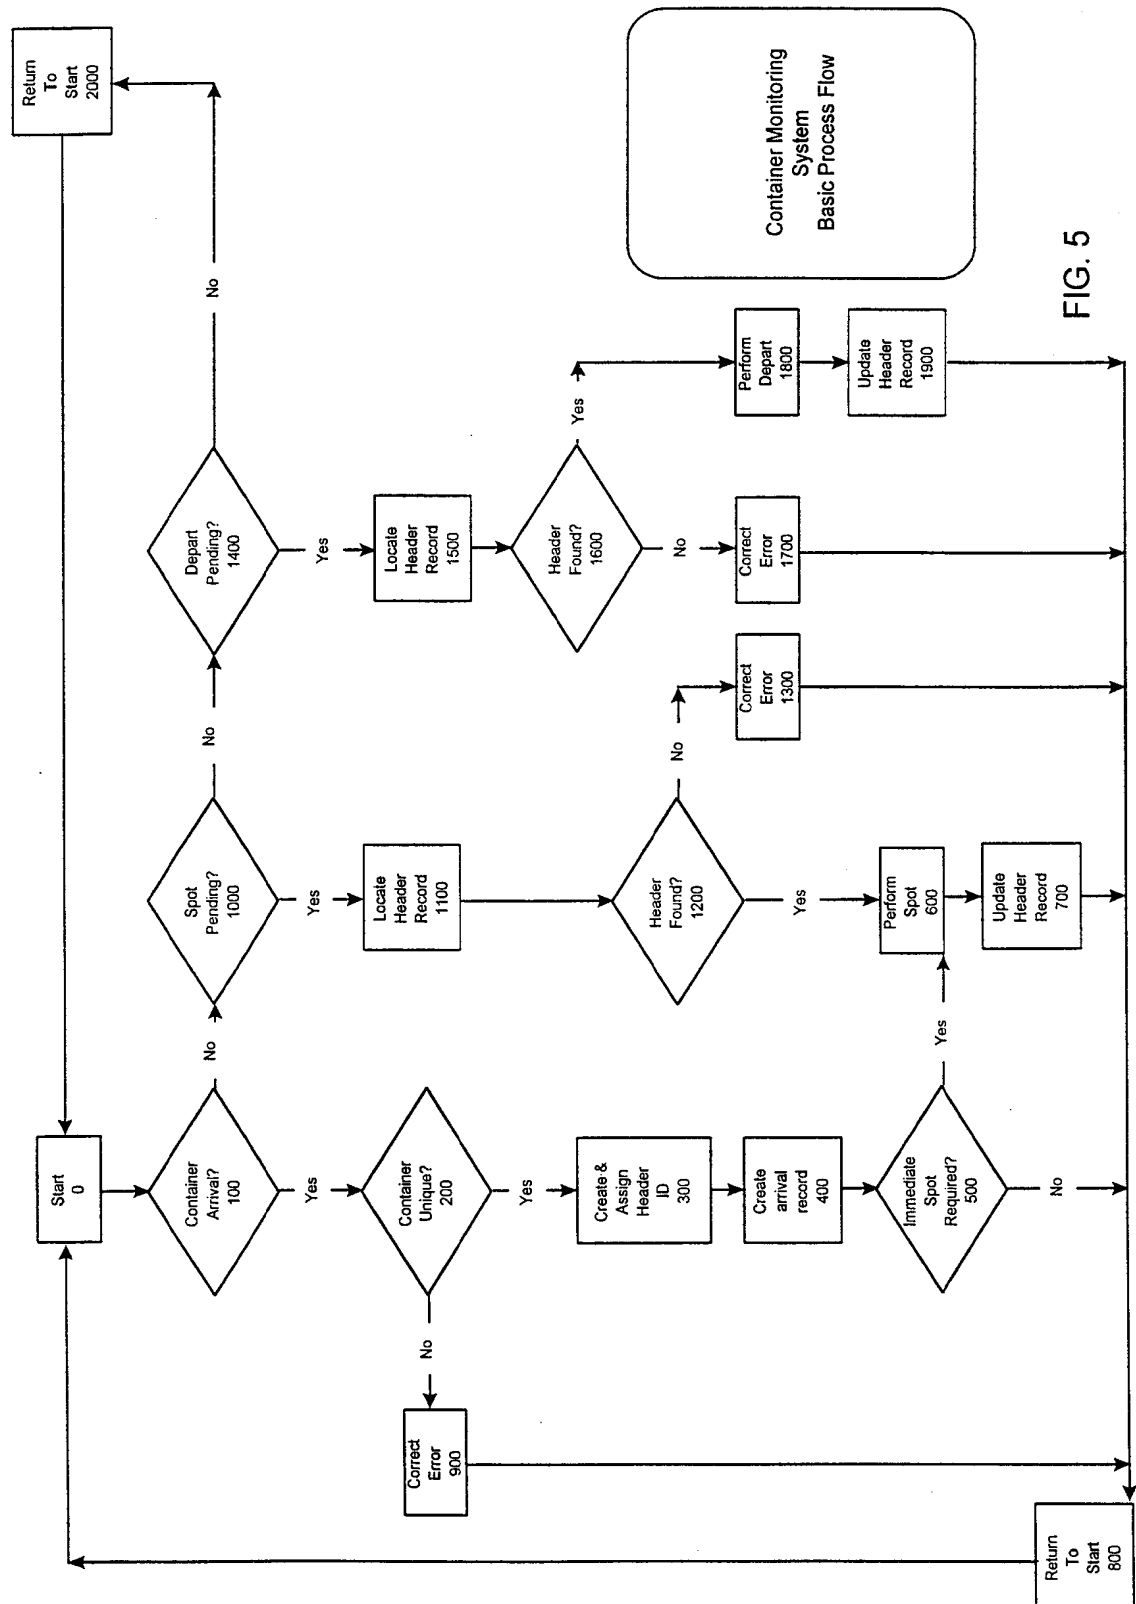 Return
To
Start
2000
Start
0
Container
Arrival?
100
No
Spot
Pending?
1000
No
Depart
Pending?
1400
No
Yes
Yes
Yes
Correct
Error
900
No
Container
Unique?
200
Locate
Header
Record
1100
Locate
Header
Record
1500
Yes
Create &
Assign
Header
ID
300
Header
Found?
1200
No
Header
Found?
1600
Yes
Create
arrival
record
400
Yes
Correct
Error
1300
No
Correct
Error
1700
Perform
Depart
1800
Immediate
Spot
Required?
500
Yes
Perform
Spot
600
Update
Header
Record
1900
No
Update
Header
Record
700
Return
To
Start
800
Container Monitoring
System
Basic Process Flow
FIG. 5